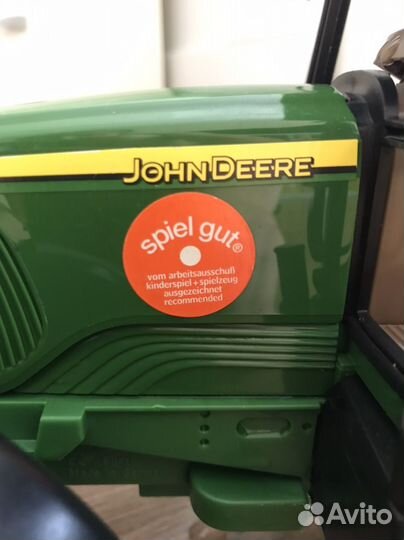 JOHN DEERE
spiel gut®
vom arbeitsausschuß
kinderspiel + spielzeug
ausgezeichnet
recommended
Avito